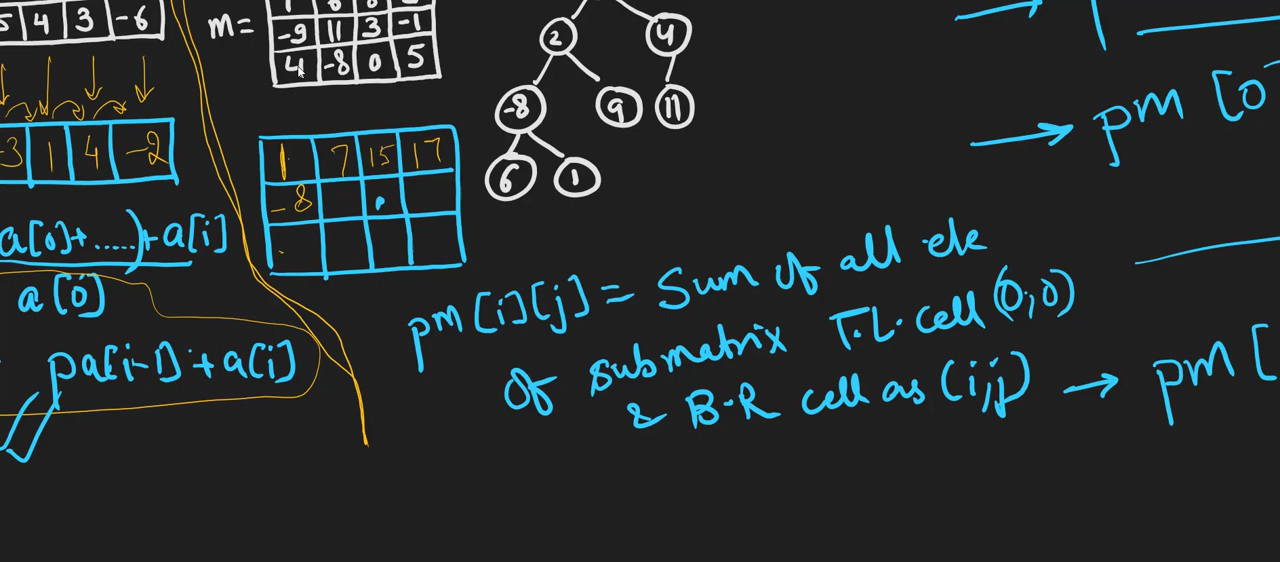 5 4 3 -6
m =
-9 11 3 -1
4 -8 0 5
2 4
-8 9 11
6 1
-3 1 4 -2
1 7 15 17
-8
a[0]+.....)+a[i]
a[0]
pa[i-1]+a[i]
pm[0
pm[i][j] = Sum of all ele
of submatrix T.L. cell (0,0)
& B-R cell as (i,j) → pm[